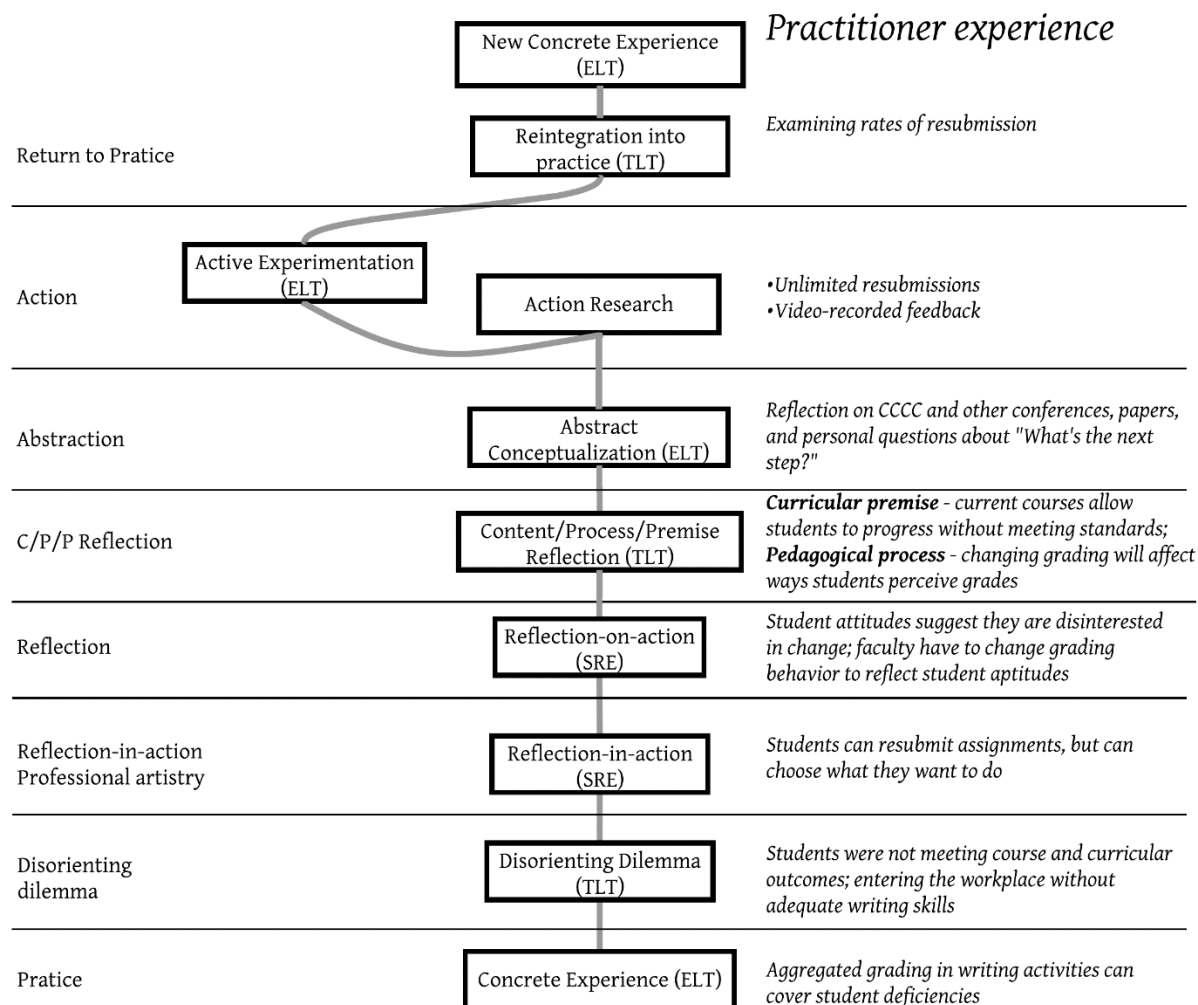 Practitioner experience
New Concrete Experience
(ELT)
Return to Pratice
Reintegration into
practice (TLT)
Examining rates of resubmission
Action
Active Experimentation
(ELT)
Action Research
•Unlimited resubmissions
•Video-recorded feedback
Abstraction
Abstract
Conceptualization (ELT)
Reflection on CCCC and other conferences, papers,
and personal questions about "What's the next
step?"
C/P/P Reflection
Content/Process/Premise
Reflection (TLT)
Curricular premise - current courses allow
students to progress without meeting standards;
Pedagogical process - changing grading will affect
ways students perceive grades
Reflection
Reflection-on-action
(SRE)
Student attitudes suggest they are disinterested
in change; faculty have to change grading
behavior to reflect student aptitudes
Reflection-in-action
Professional artistry
Reflection-in-action
(SRE)
Students can resubmit assignments, but can
choose what they want to do
Disorienting
dilemma
Disorienting Dilemma
(TLT)
Students were not meeting course and curricular
outcomes; entering the workplace without
adequate writing skills
Pratice
Concrete Experience (ELT)
Aggregated grading in writing activities can
cover student deficiencies